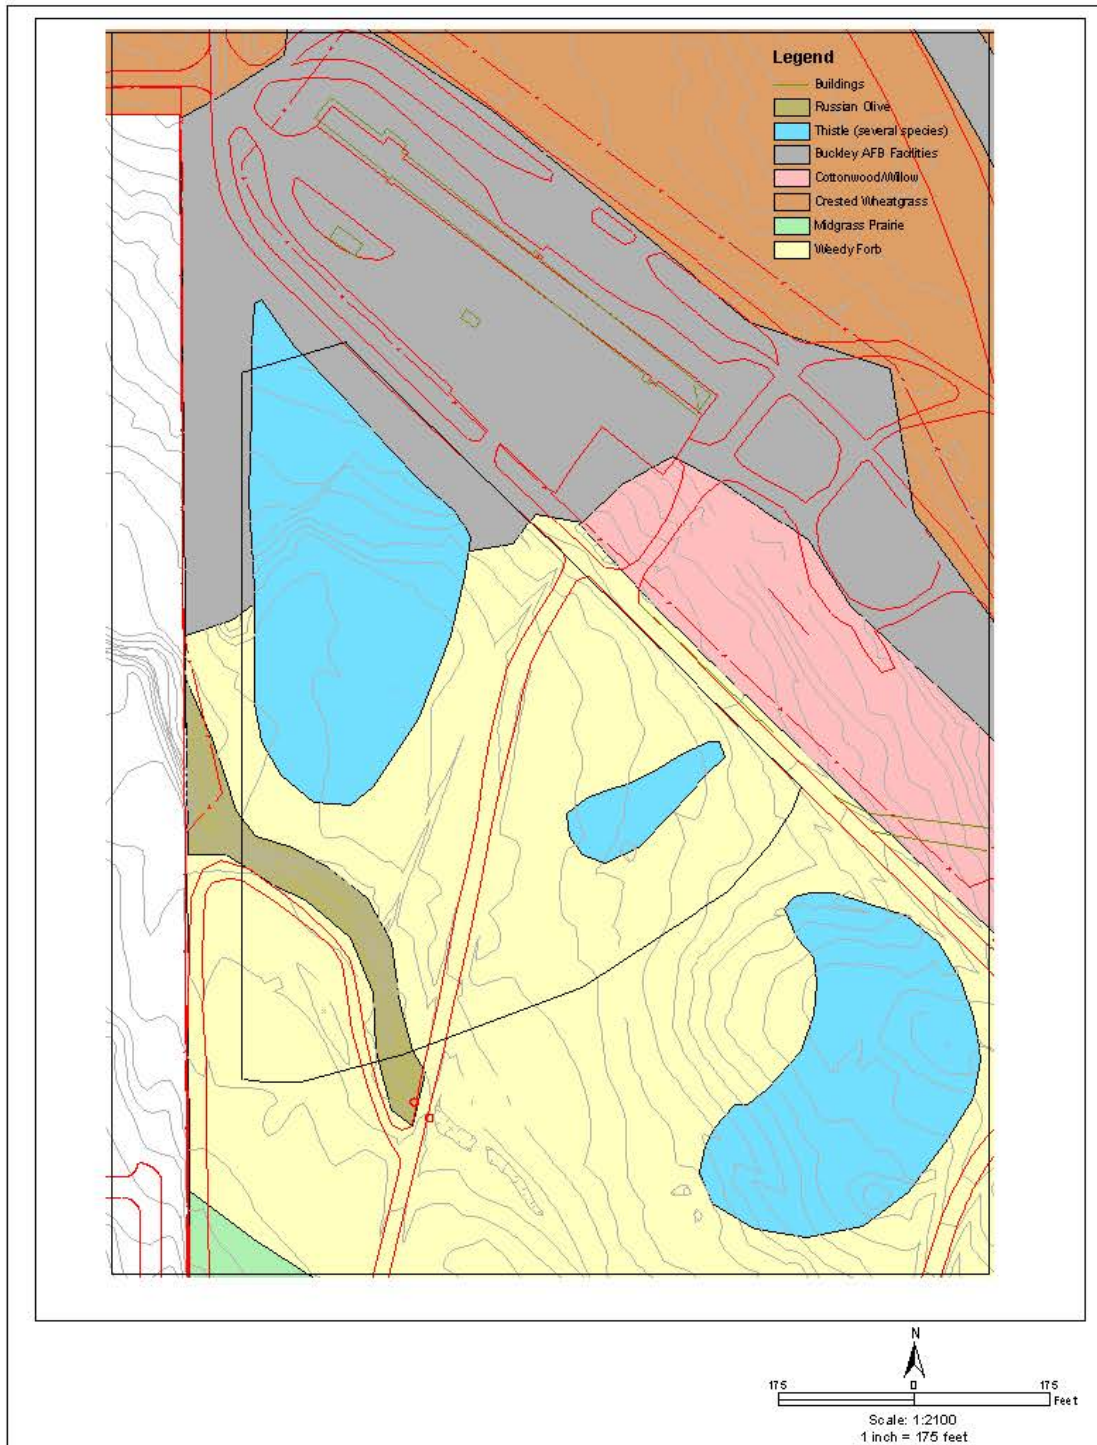 Legend
Buildings
Russian Olive
Thistle (several species)
Buckley AFB Facilities
Cottonwood/Willow
Crested Wheatgrass
Midgrass Prairie
Weedy Forb
N
175 0 175
Feet
Scale: 1:2100
1 inch = 175 feet